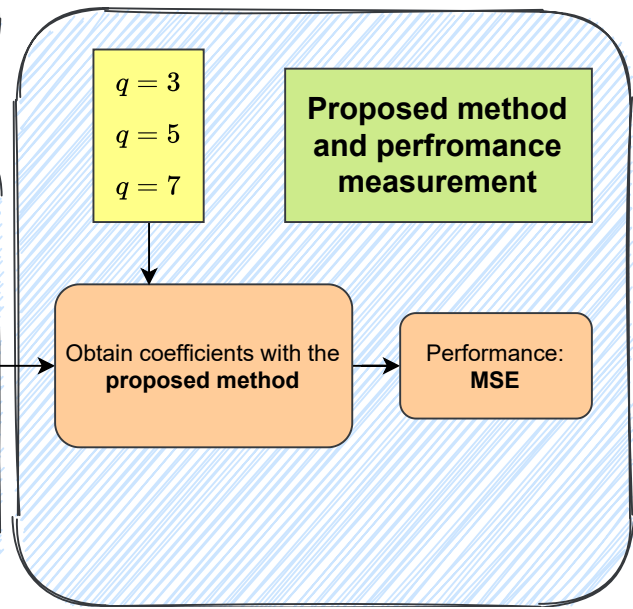 q = 3
q = 5
q = 7
Proposed method
and perfromance
measurement
Obtain coefficients with the
proposed method
Performance:
MSE